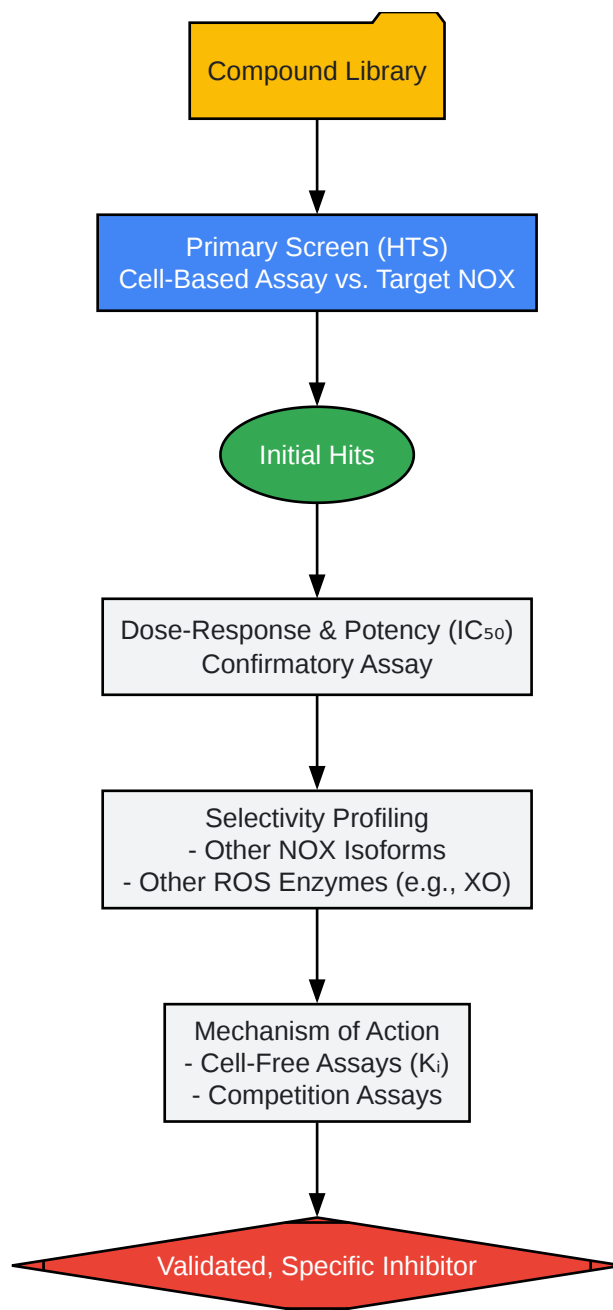 Compound Library
Primary Screen (HTS)
Cell-Based Assay vs. Target NOX
Initial Hits
Dose-Response & Potency (IC₅₀)
Confirmatory Assay
Selectivity Profiling
- Other NOX Isoforms
- Other ROS Enzymes (e.g., XO)
Mechanism of Action
- Cell-Free Assays (Kᵢ)
- Competition Assays
Validated, Specific Inhibitor